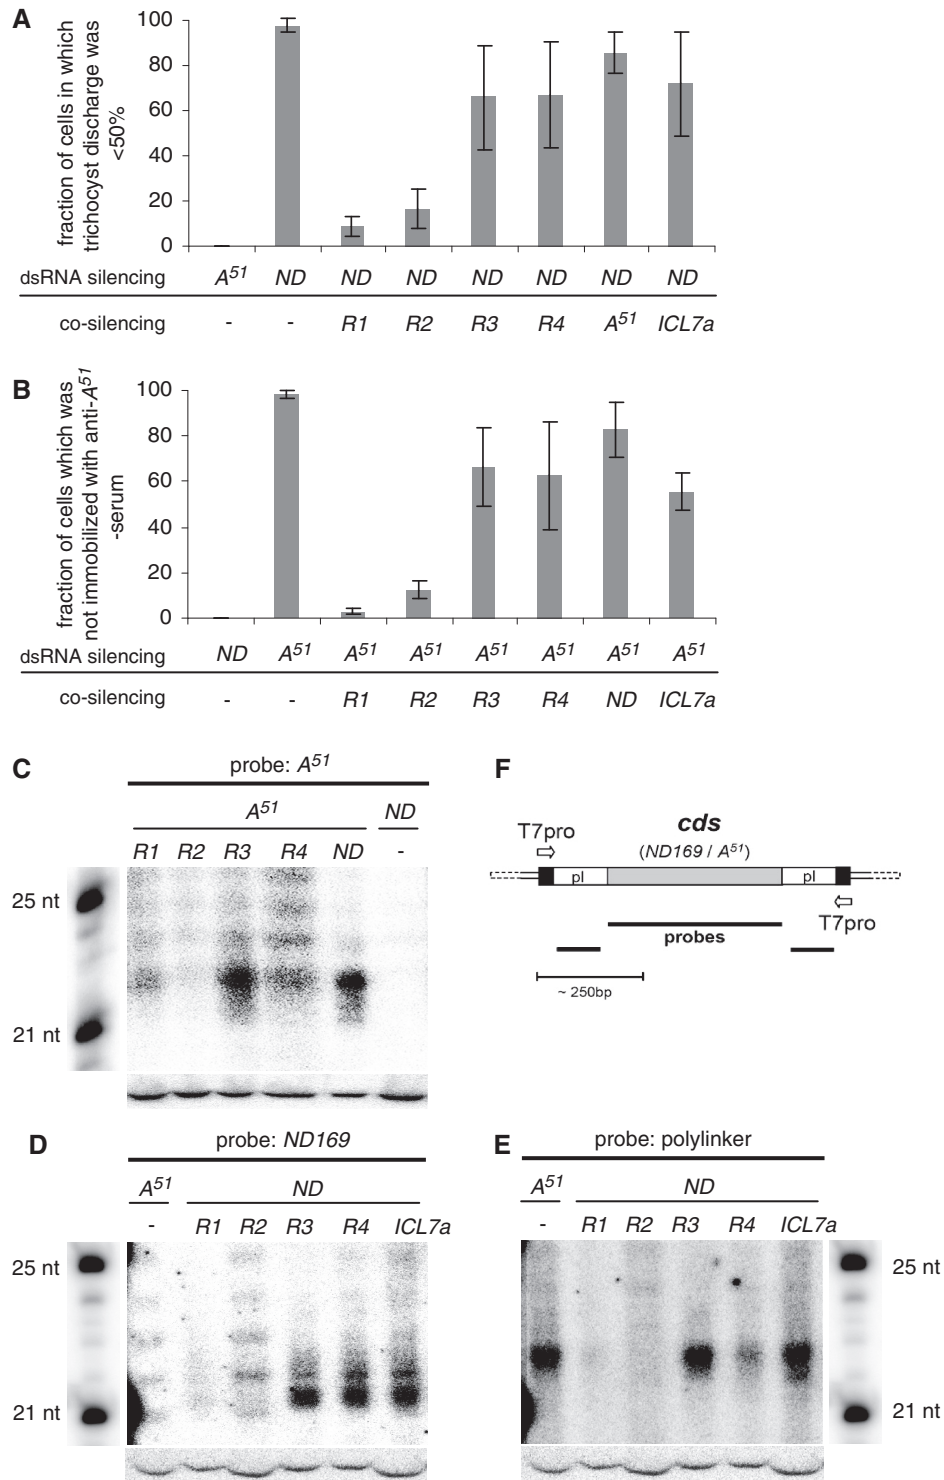 A
fraction of cells in which
trichocyst discharge was
<50%
100
80
60
40
20
0
dsRNA silencing A51 ND ND ND ND ND ND ND
co-silencing - - R1 R2 R3 R4 A51 ICL7a
B
fraction of cells which was
not immobilized with anti-A51
-serum
100
80
60
40
20
0
dsRNA silencing ND A51 A51 A51 A51 A51 A51 A51
co-silencing - - R1 R2 R3 R4 ND ICL7a
C
probe: A51
A51 ND
R1 R2 R3 R4 ND -
25 nt
21 nt
F
cds
T7pro
(ND169 / A51)
pl pl
T7pro
probes
~ 250bp
D
probe: ND169
A51 ND
- R1 R2 R3 R4 ICL7a
25 nt
21 nt
E
probe: polylinker
A51 ND
- R1 R2 R3 R4 ICL7a
25 nt
21 nt